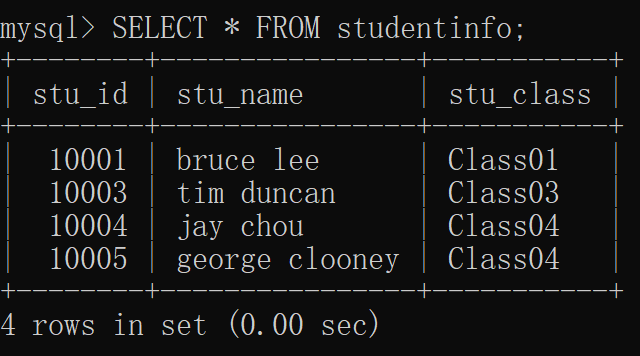 mysql> SELECT * FROM studentinfo;
+--------+----------------+-----------+
| stu_id | stu_name       | stu_class |
+--------+----------------+-----------+
|  10001 | bruce lee      | Class01   |
|  10003 | tim duncan     | Class03   |
|  10004 | jay chou       | Class04   |
|  10005 | george clooney | Class04   |
+--------+----------------+-----------+
4 rows in set (0.00 sec)